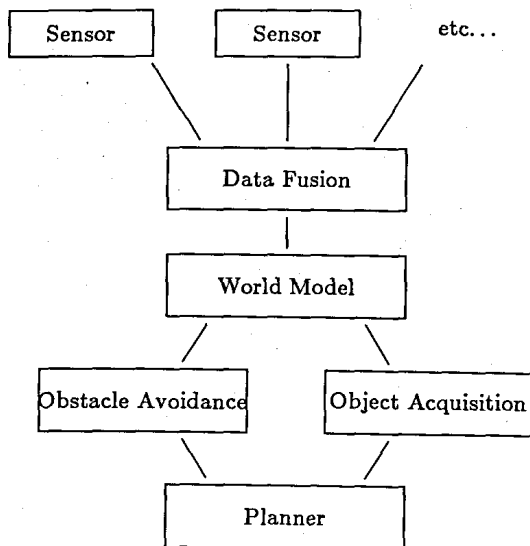 Sensor
Sensor
etc...
Data Fusion
World Model
Obstacle Avoidance
Object Acquisition
Planner